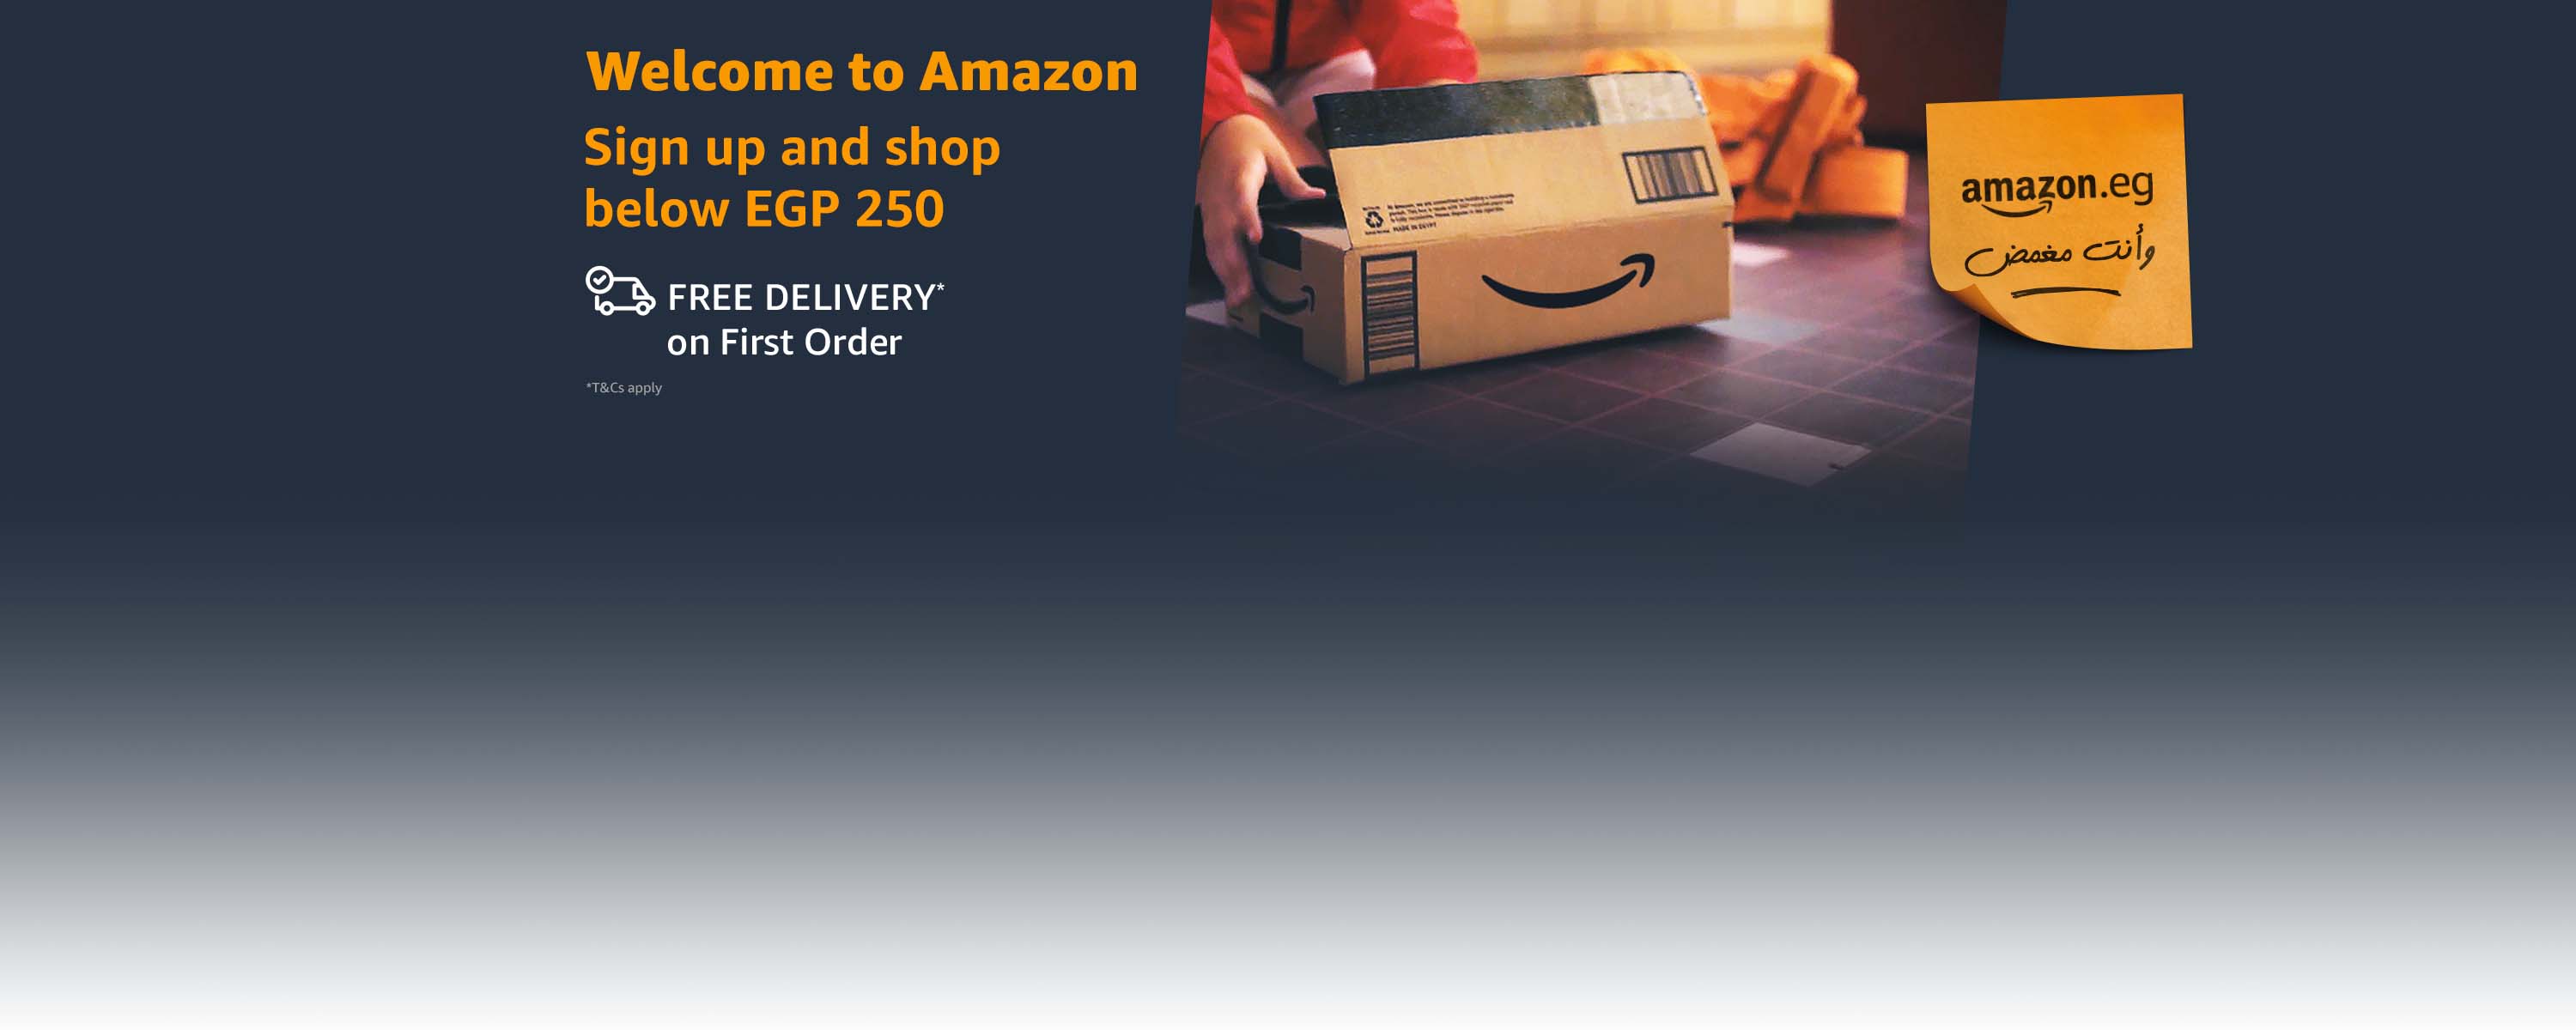 Welcome to Amazon
Sign up and shop
below EGP 250
FREE DELIVERY*
on First Order
*T&Cs apply
MADE IN EGYPT
amazon.eg
وأنت مغمض